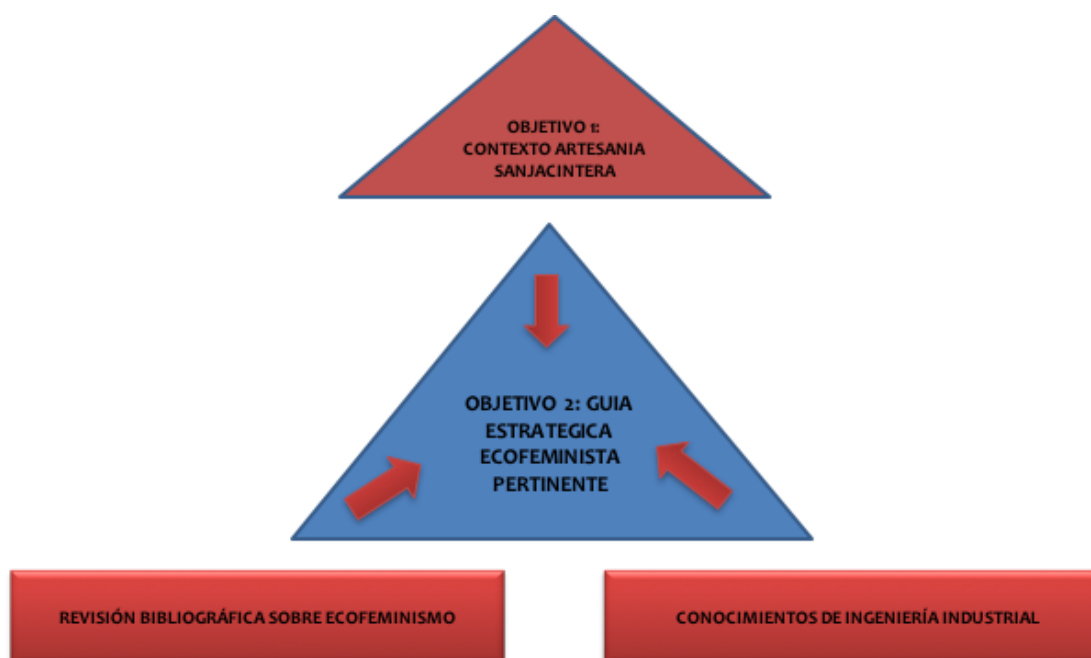 OBJETIVO 1:
CONTEXTO ARTESANIA
SANJACINTERA
OBJETIVO 2: GUIA
ESTRATEGICA
ECOFEMINISTA
PERTINENTE
REVISIÓN BIBLIOGRÁFICA SOBRE ECOFEMINISMO
CONOCIMIENTOS DE INGENIERÍA INDUSTRIAL